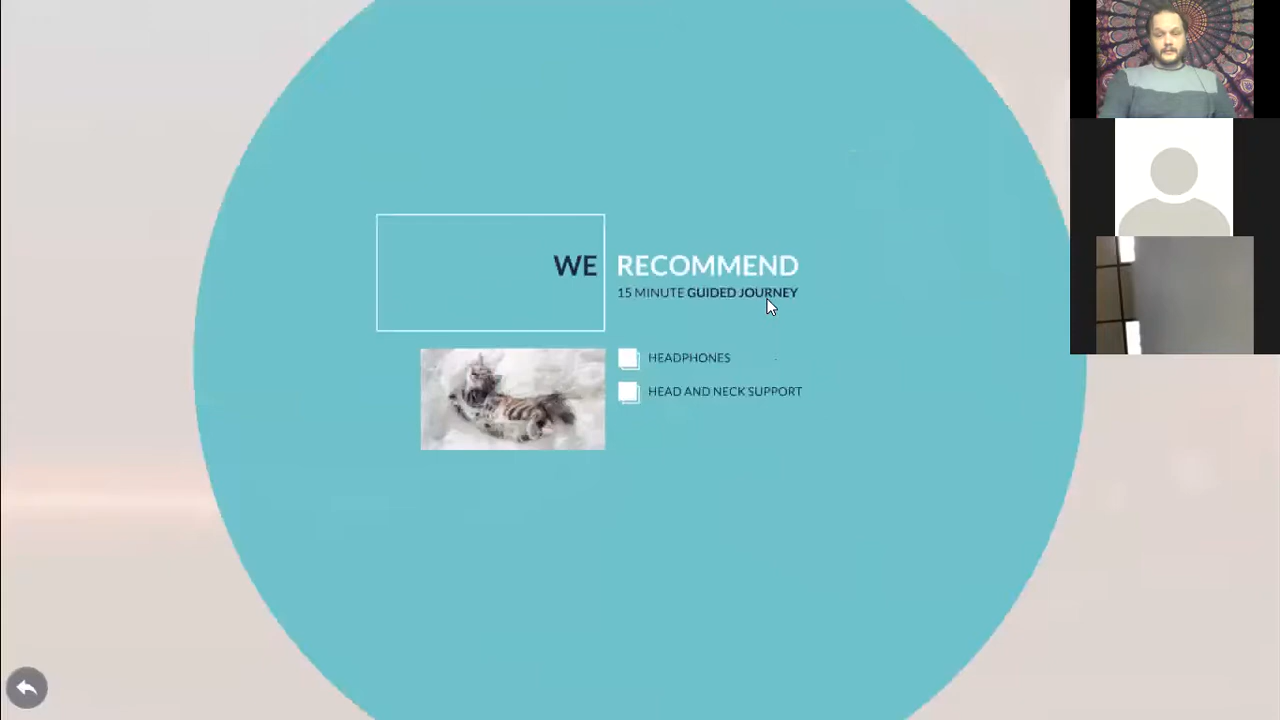 WE RECOMMEND
15 MINUTE GUIDED JOURNEY
HEADPHONES
HEAD AND NECK SUPPORT